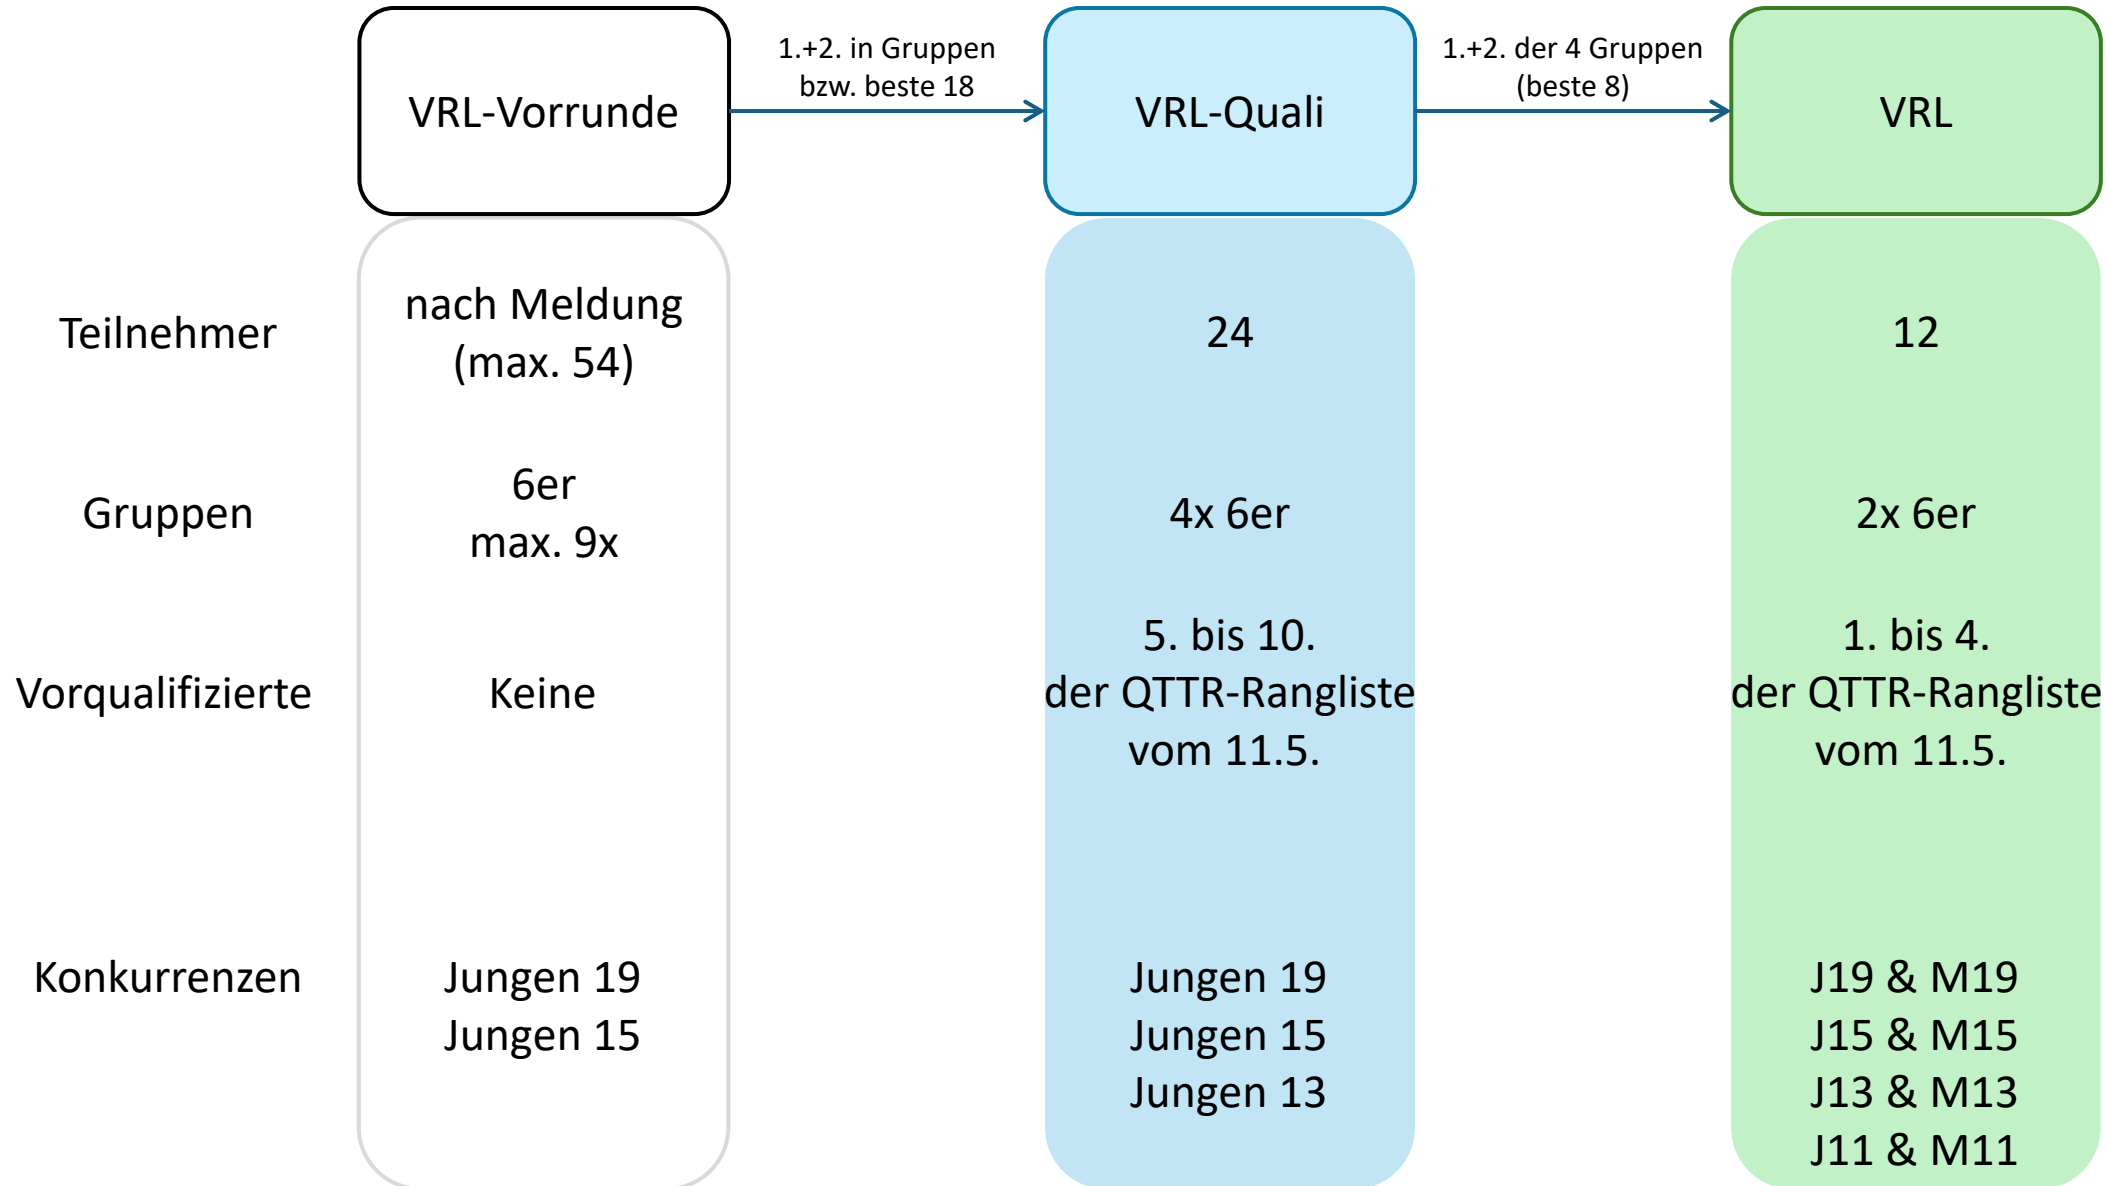 VRL-Vorrunde
1.+2. in Gruppen
bzw. beste 18
VRL-Quali
1.+2. der 4 Gruppen
(beste 8)
VRL
Teilnehmer
nach Meldung
(max. 54)
24
12
Gruppen
6er
max. 9x
4x 6er
2x 6er
Vorqualifizierte
Keine
5. bis 10.
der QTTR-Rangliste
vom 11.5.
1. bis 4.
der QTTR-Rangliste
vom 11.5.
Konkurrenzen
Jungen 19
Jungen 15
Jungen 19
Jungen 15
Jungen 13
J19 & M19
J15 & M15
J13 & M13
J11 & M11